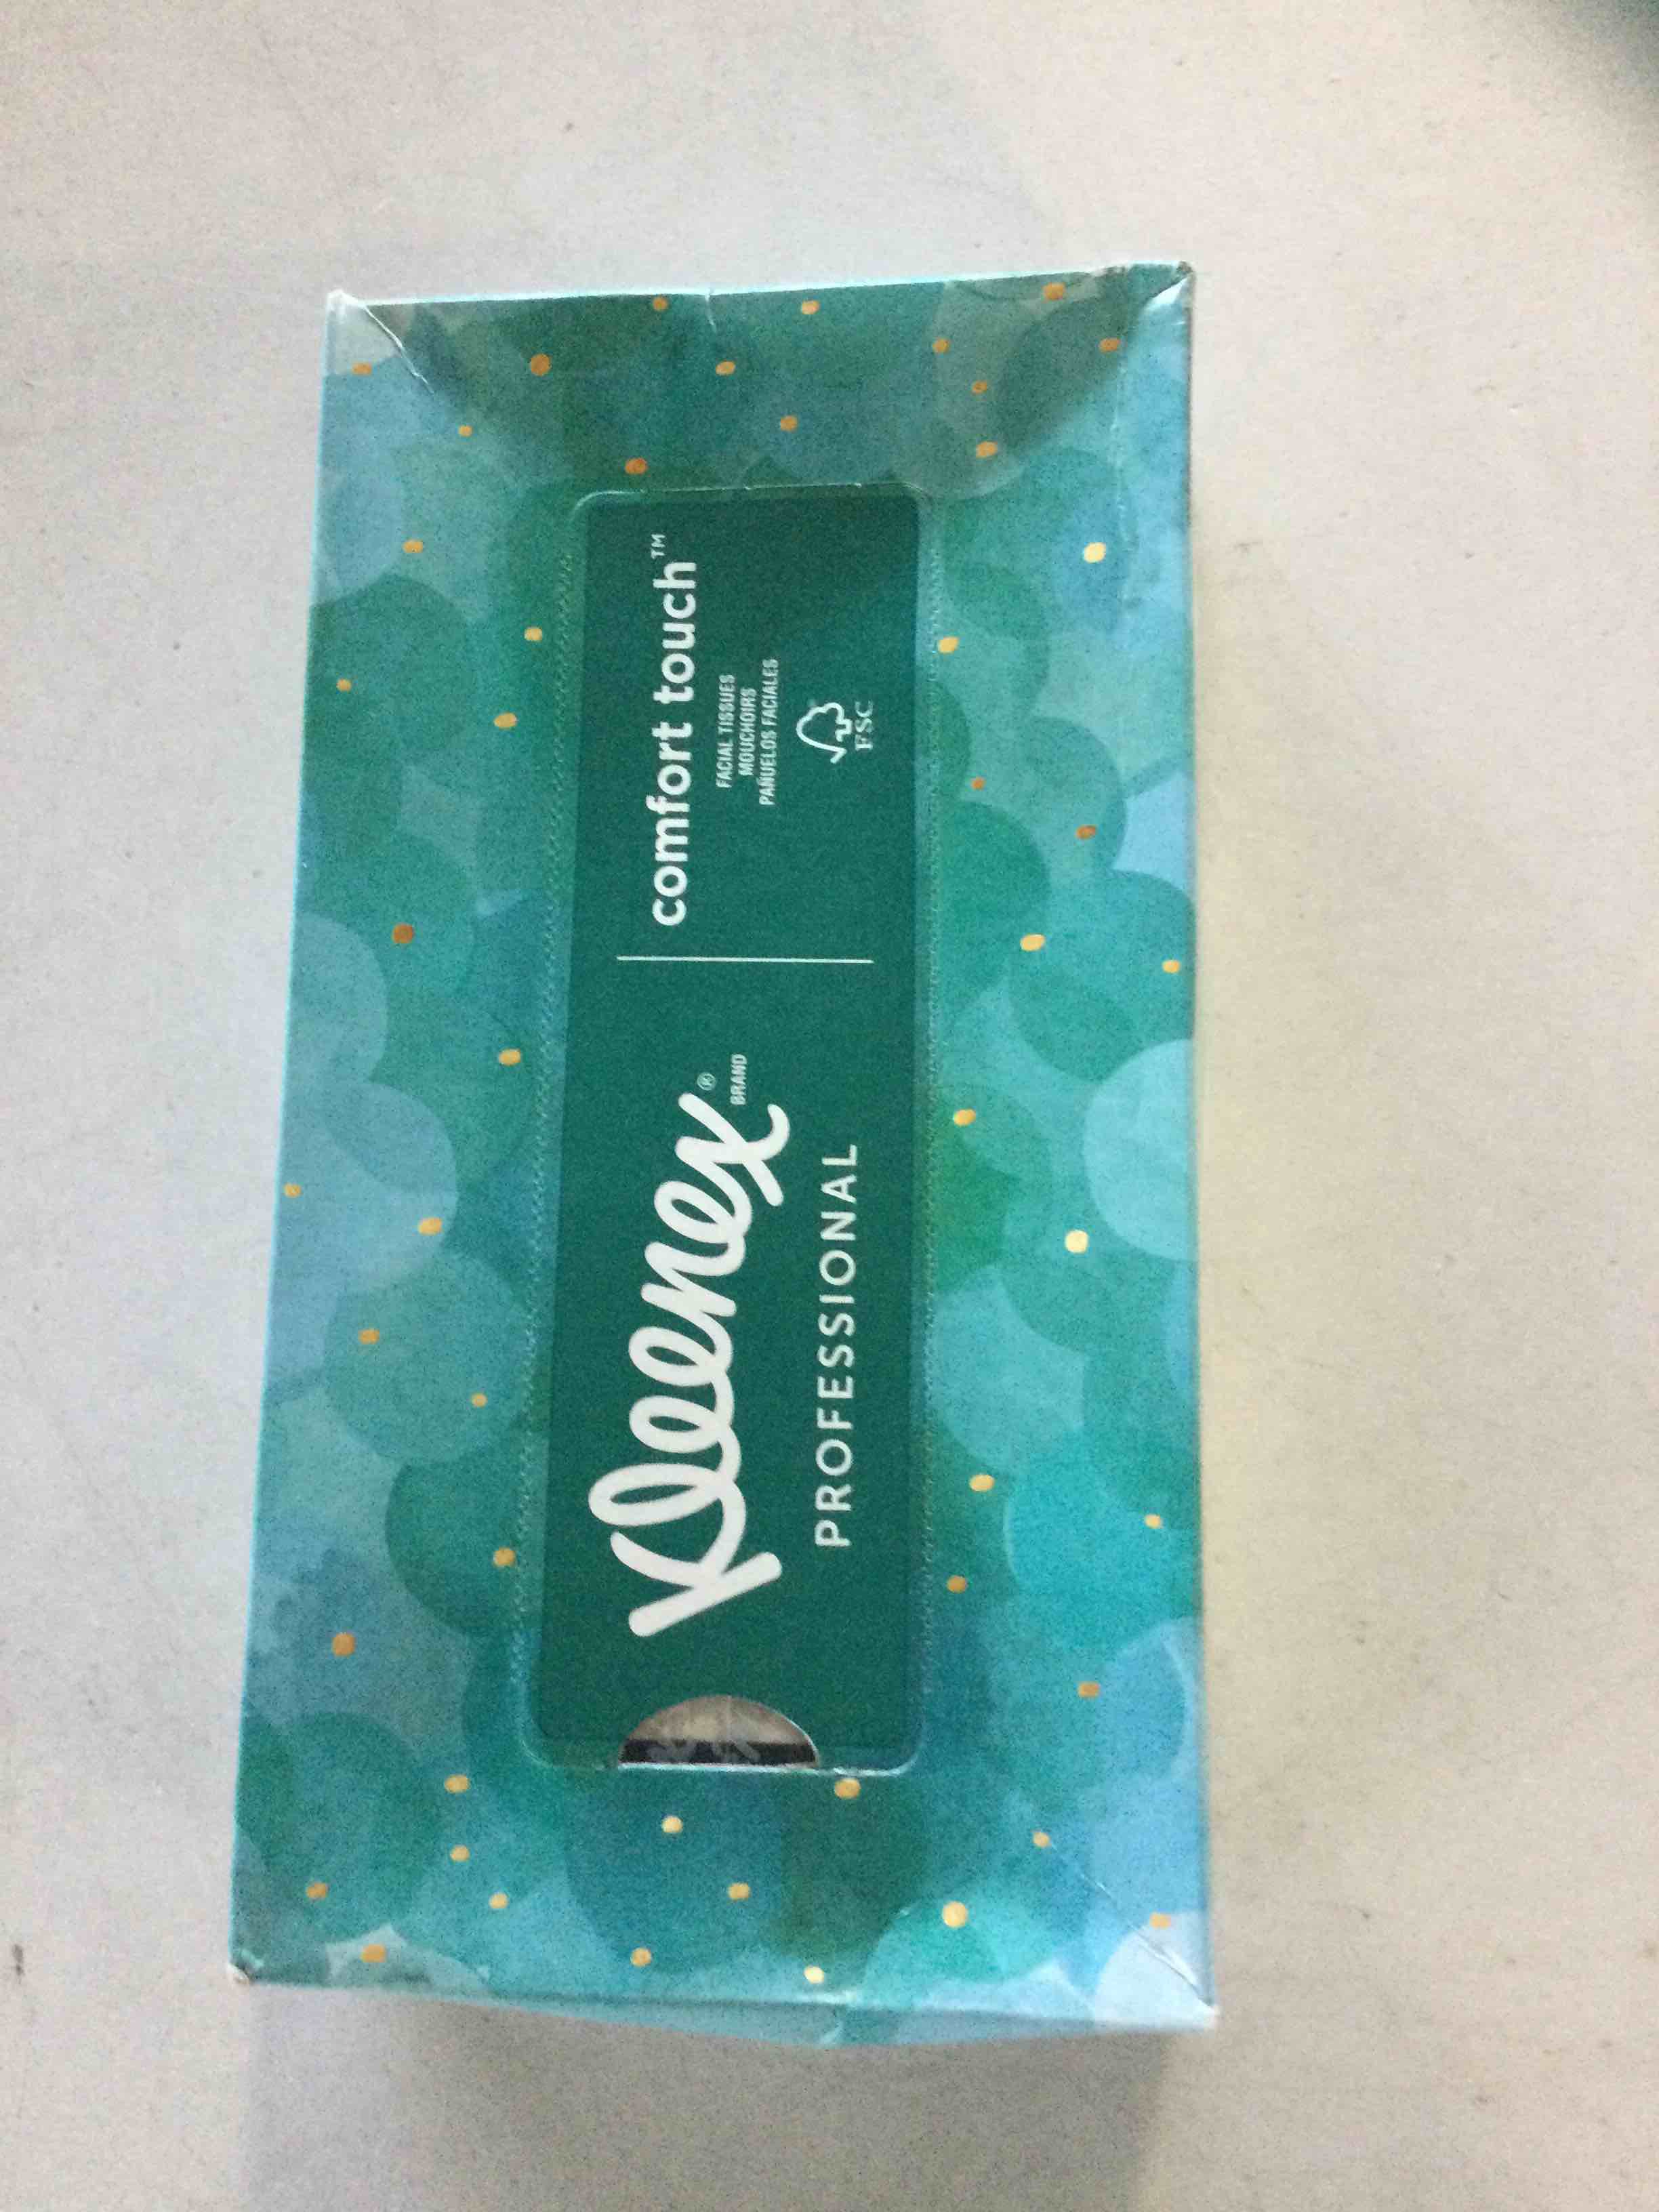 Kleenex®
BRAND
PROFESSIONAL
comfort touch™
FACIAL TISSUES
MOUCHOIRS
PAÑUELOS FACIALES
FSC